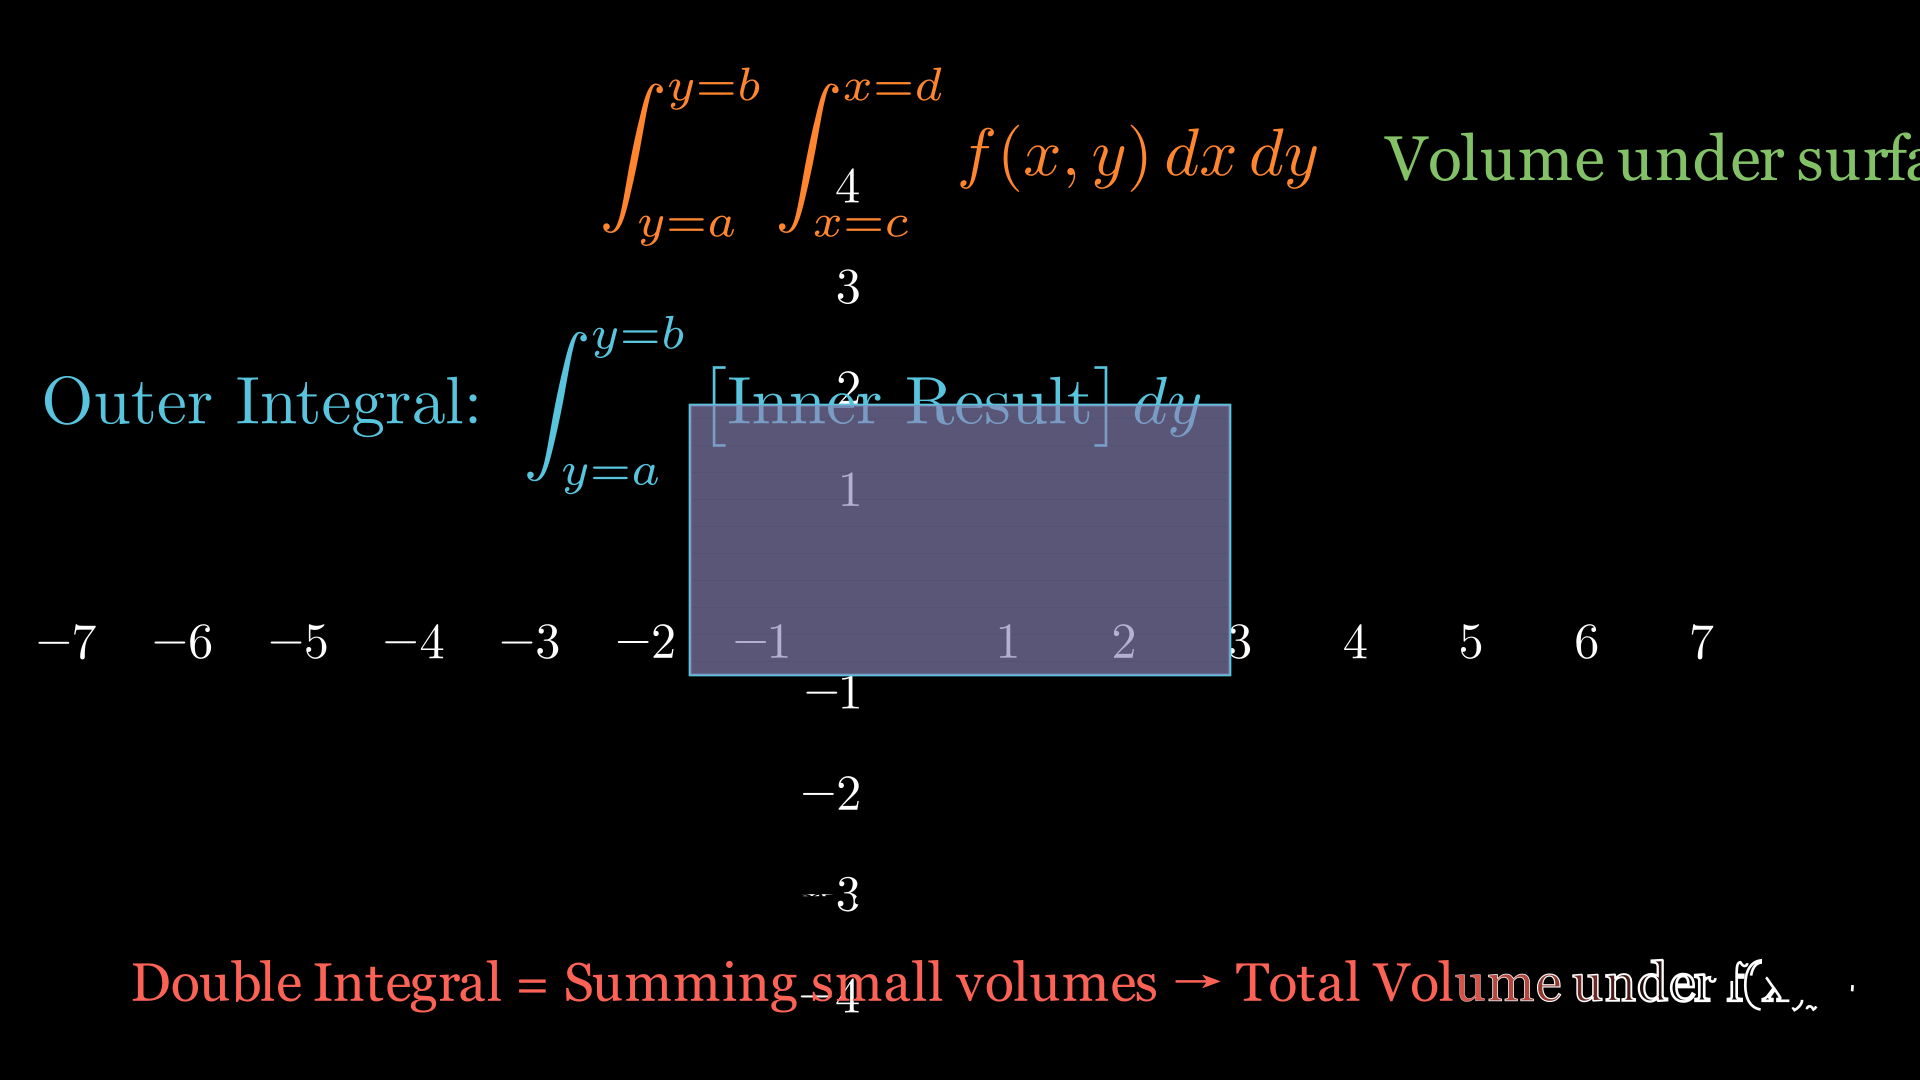 ∫_{y=a}^{y=b} ∫_{x=c}^{x=d} f(x, y) dx dy Volume under
4
3
Outer Integral: ∫_{y=a}^{y=b} [Inner Result] dy
2
1
−7 −6 −5 −4 −3 −2 −1 1 2 3 4 5 6 7
−1
−2
−3
Double Integral = Summing small volumes → Total Volume under
−4